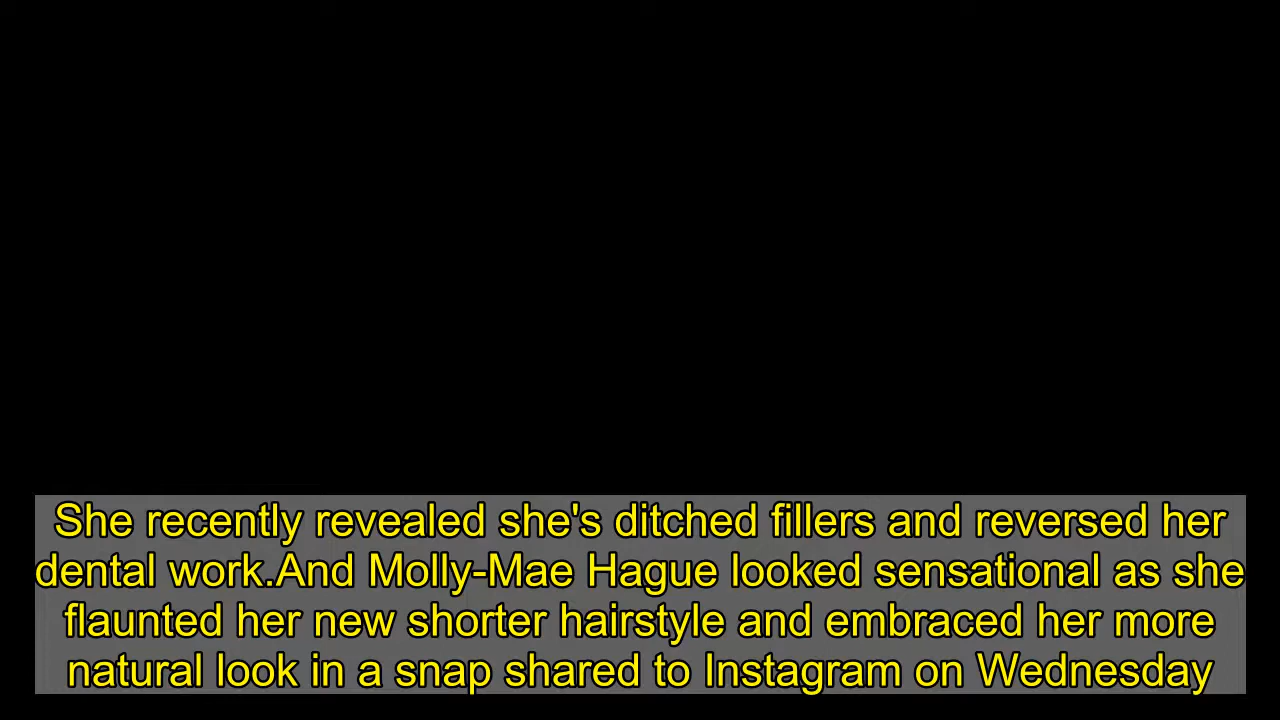 She recently revealed she's ditched fillers and reversed her
dental work.And Molly-Mae Hague looked sensational as she
flaunted her new shorter hairstyle and embraced her more
natural look in a snap shared to Instagram on Wednesday